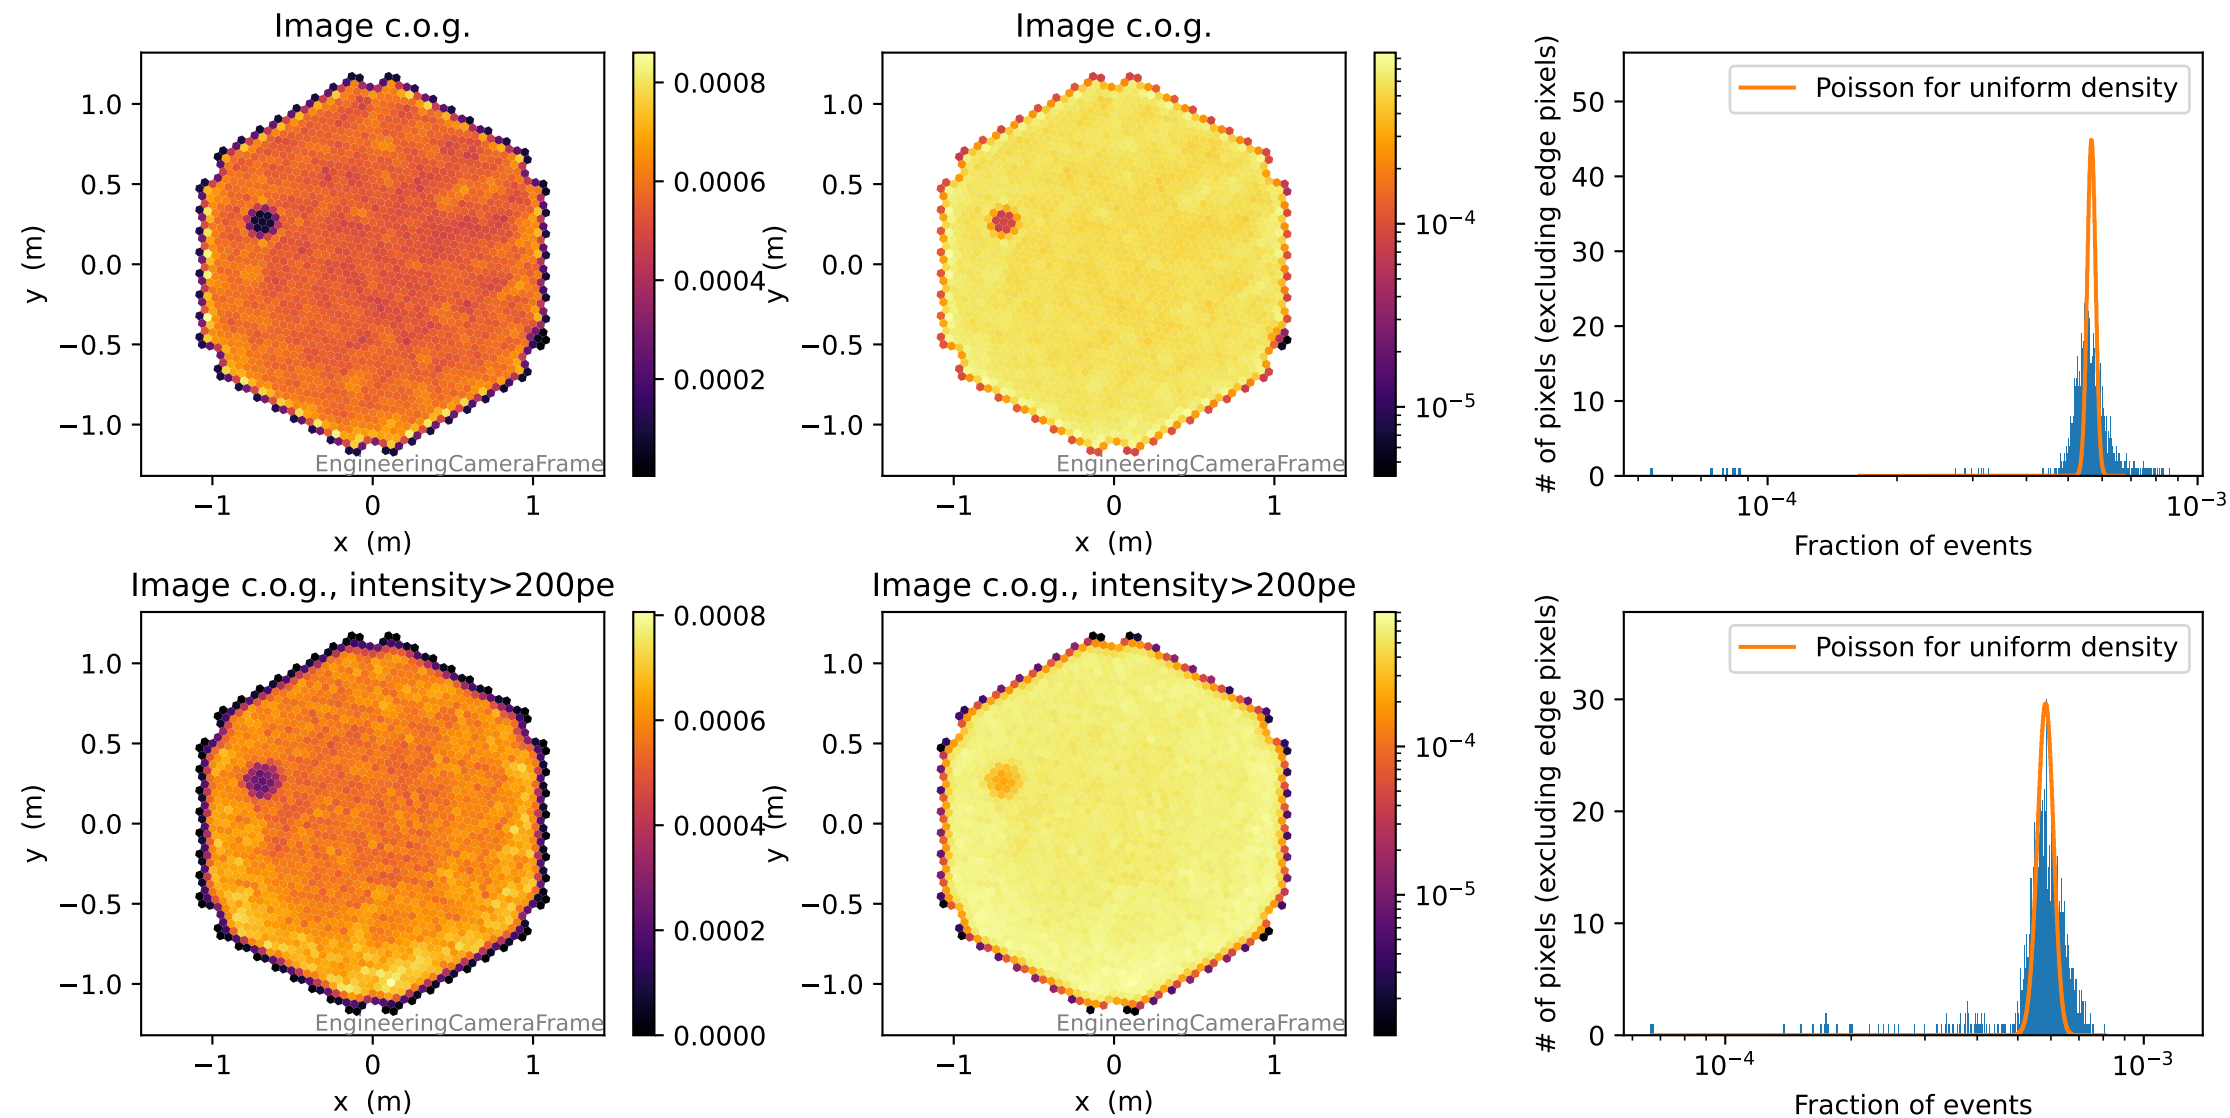 Image c.o.g.
1.0
0.5
0.0
−0.5
−1.0
y (m)
−1
0
1
x (m)
EngineeringCameraFrame
0.0008
0.0006
0.0004
0.0002
Image c.o.g.
1.0
0.5
0.0
−0.5
−1.0
y (m)
−1
0
1
x (m)
EngineeringCameraFrame
10⁻⁴
10⁻⁵
Poisson for uniform density
50
40
30
20
10
0
# of pixels (excluding edge pixels)
10⁻⁴
10⁻³
Fraction of events
Image c.o.g., intensity>200pe
1.0
0.5
0.0
−0.5
−1.0
y (m)
−1
0
1
x (m)
EngineeringCameraFrame
0.0008
0.0006
0.0004
0.0002
0.0000
Image c.o.g., intensity>200pe
1.0
0.5
0.0
−0.5
−1.0
y (m)
−1
0
1
x (m)
EngineeringCameraFrame
10⁻⁴
10⁻⁵
Poisson for uniform density
30
20
10
0
# of pixels (excluding edge pixels)
10⁻⁴
10⁻³
Fraction of events